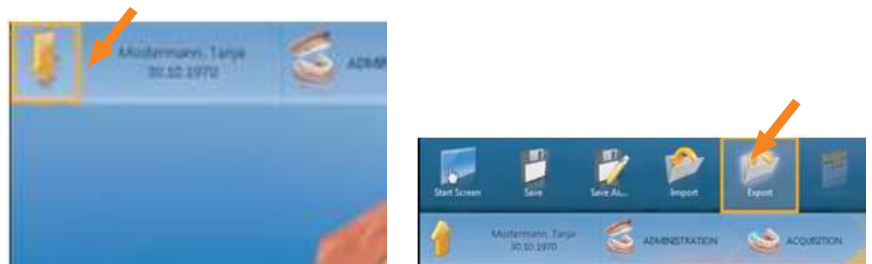 Mustermann, Tanja
30.10.1970
ADMI
Start Screen
Save
Save As...
Import
Export
Mustermann, Tanja
30.10.1970
ADMINISTRATION
ACQUISITION